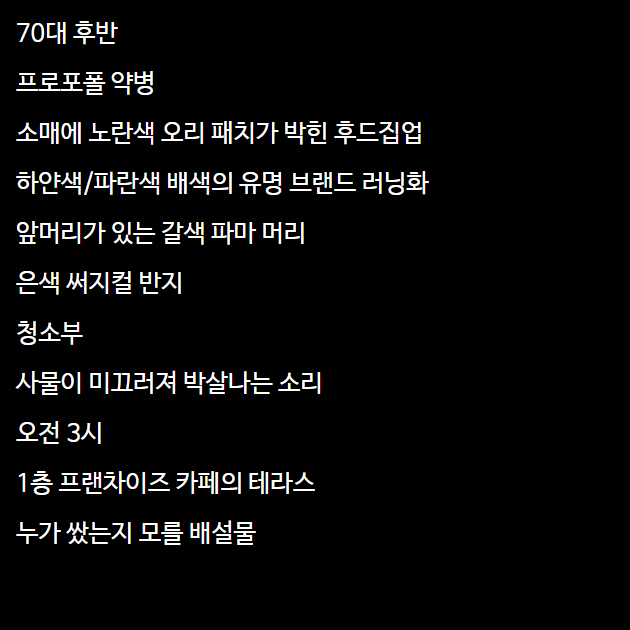 70대 후반
프로포폴 약병
소매에 노란색 오리 패치가 박힌 후드집업
하얀색/파란색 배색의 유명 브랜드 러닝화
앞머리가 있는 갈색 파마 머리
은색 써지컬 반지
청소부
사물이 미끄러져 박살나는 소리
오전 3시
1층 프랜차이즈 카페의 테라스
누가 쌌는지 모를 배설물